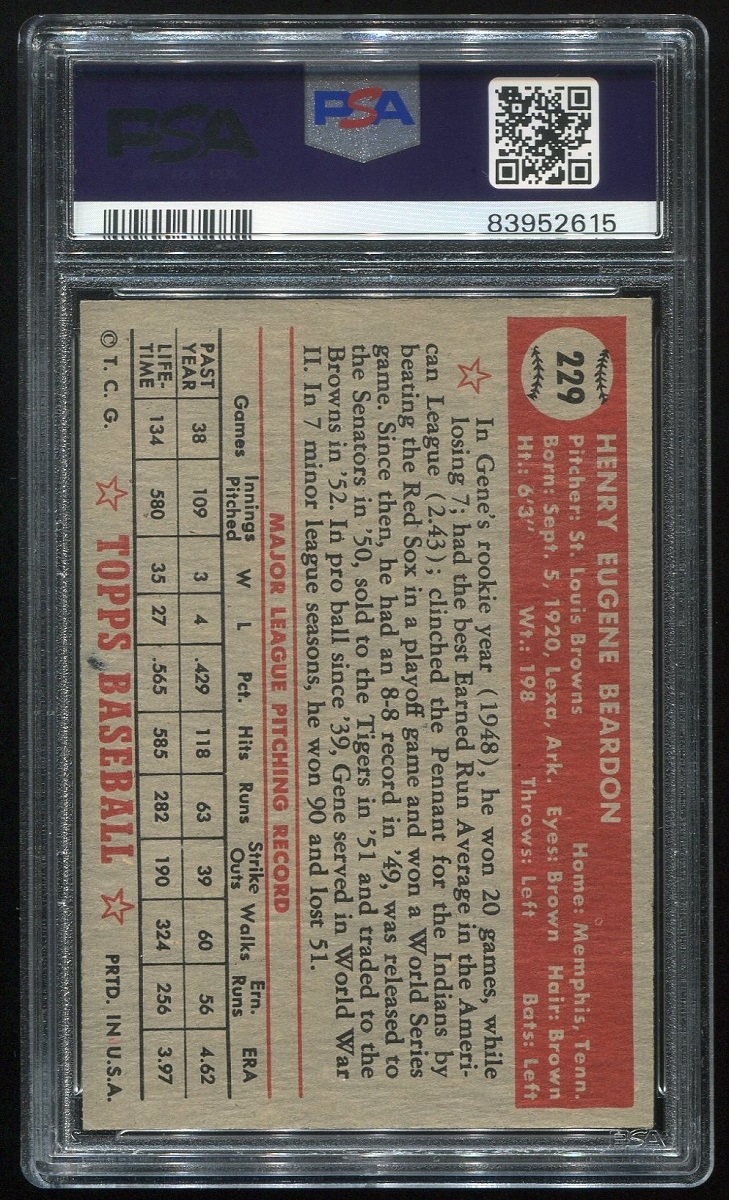 PSA
PSA
83952615
229
HENRY EUGENE BEARDON
Pitcher: St. Louis Browns Home: Memphis, Tenn.
Born: Sept. 5, 1920, Lexa, Ark. Eyes: Brown Hair: Brown
Ht.: 6'3" Wt.: 198 Throws: Left Bats: Left
In Gene's rookie year (1948), he won 20 games, while
losing 7; had the best Earned Run Average in the Ameri-
can League (2.43); clinched the Pennant for the Indians by
beating the Red Sox in a playoff game and won a World Series
game. Since then, he had an 8-8 record in '49, was released to
the Senators in '50, sold to the Tigers in '51 and traded to the
Browns in '52. In pro ball since '39, Gene served in World War
II. In 7 minor league seasons, he won 90 and lost 51.
MAJOR LEAGUE PITCHING RECORD
Games Innings Pitched W L Pct. Hits Runs Strike Outs Walks Ern. Runs ERA
PAST YEAR 38 109 3 4 .429 118 63 39 60 56 4.62
LIFE-TIME 134 580 35 27 .565 585 282 190 324 256 3.97
© T. C. G. TOPPS BASEBALL PRTD. IN U.S.A.
PSA